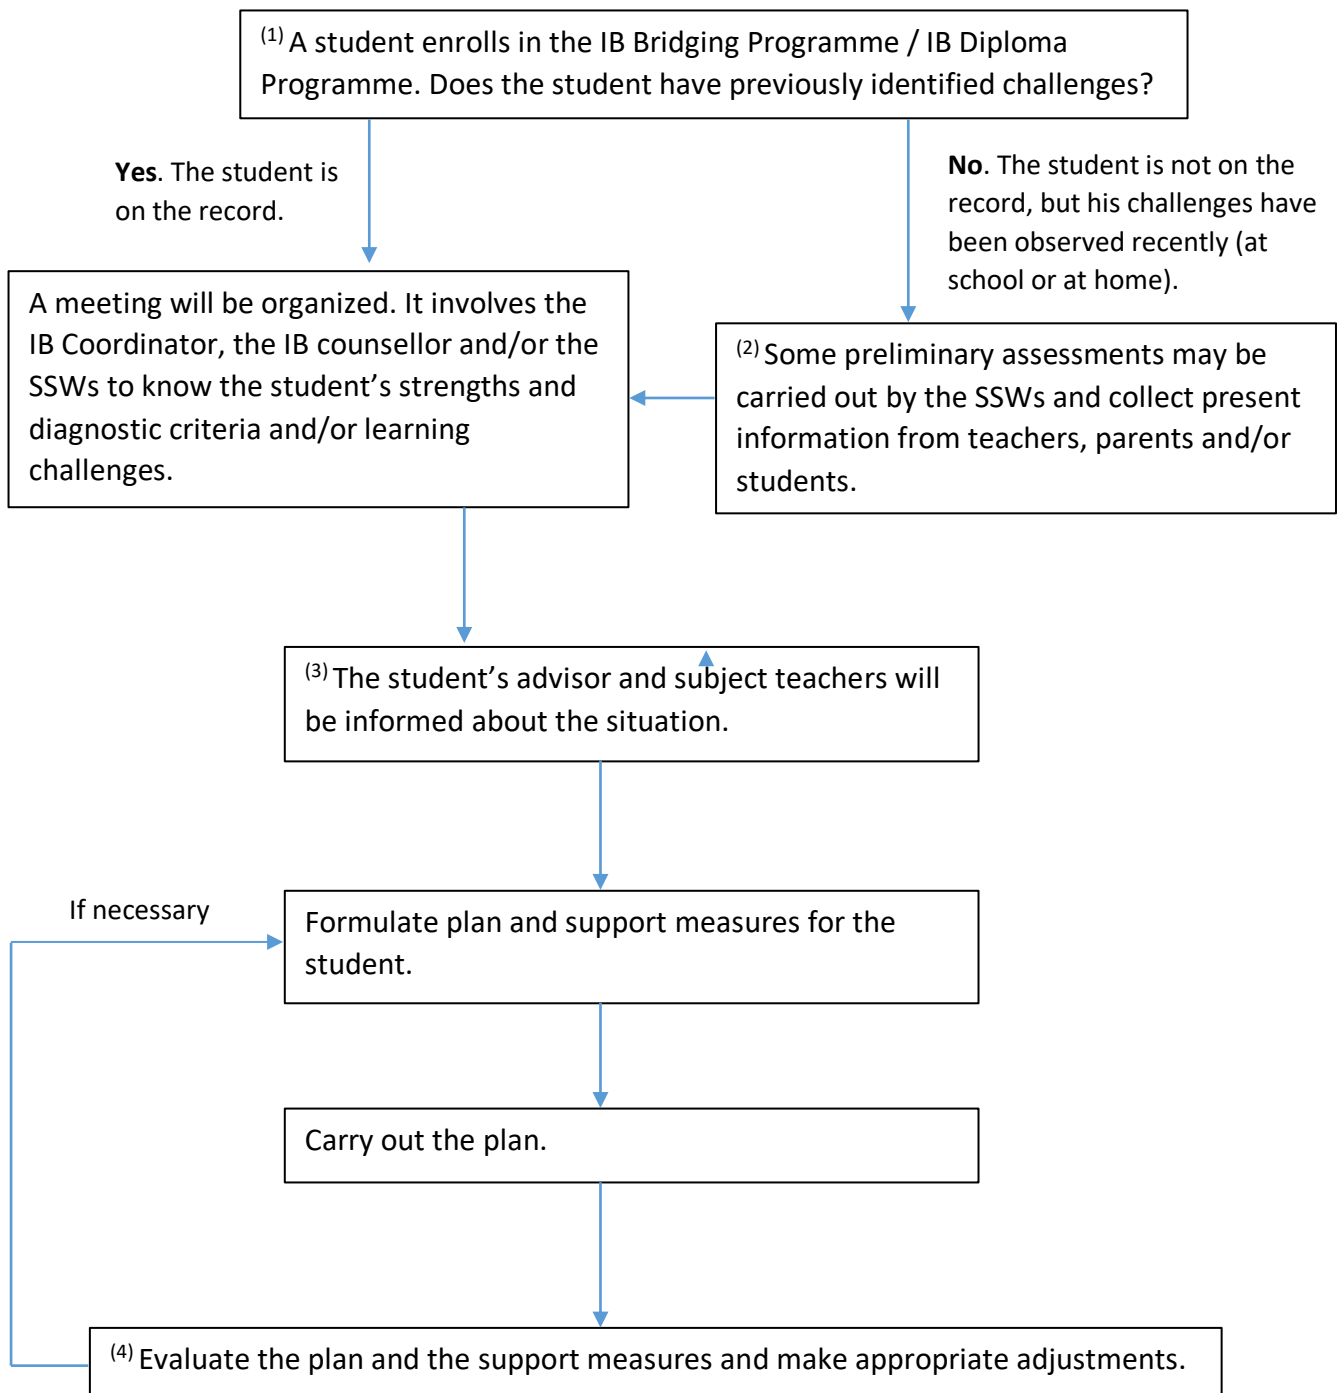 (1) A student enrolls in the IB Bridging Programme / IB Diploma
Programme. Does the student have previously identified challenges?
Yes. The student is
on the record.
No. The student is not on the
record, but his challenges have
been observed recently (at
school or at home).
A meeting will be organized. It involves the
IB Coordinator, the IB counsellor and/or the
SSWs to know the student’s strengths and
diagnostic criteria and/or learning
challenges.
(2) Some preliminary assessments may be
carried out by the SSWs and collect present
information from teachers, parents and/or
students.
(3) The student’s advisor and subject teachers will
be informed about the situation.
If necessary
Formulate plan and support measures for the
student.
Carry out the plan.
(4) Evaluate the plan and the support measures and make appropriate adjustments.